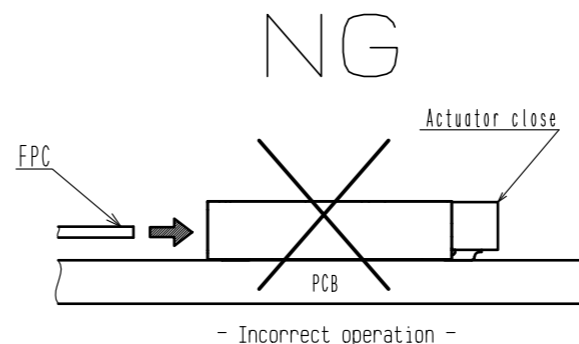 NG
Actuator close
FPC
PCB
- Incorrect operation -